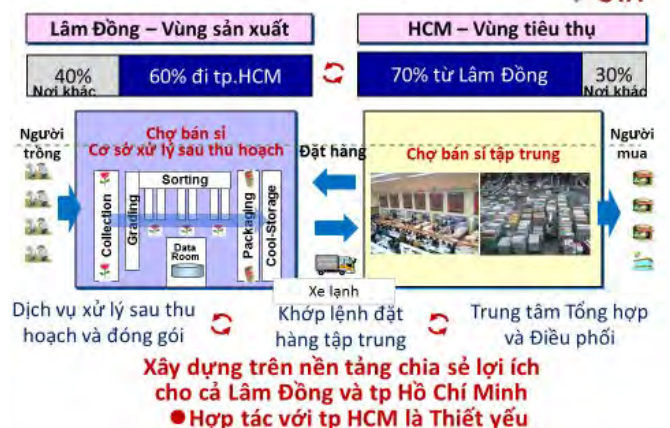 Lâm Đồng – Vùng sản xuất
HCM – Vùng tiêu thụ
40%
Nơi khác
60% đi tp.HCM
70% từ Lâm Đồng
30%
Nơi khác
Người
trồng
Chợ bán sỉ
Cơ sở xử lý sau thu hoạch
Collection
Grading
Sorting
Data
Room
Packaging
Cool-Storage
Đặt hàng
Chợ bán sỉ tập trung
Người
mua
Xe lạnh
Dịch vụ xử lý sau thu
hoạch và đóng gói
Khớp lệnh đặt
hàng tập trung
Trung tâm Tổng hợp
và Điều phối
Xây dựng trên nền tảng chia sẻ lợi ích
cho cả Lâm Đồng và tp Hồ Chí Minh
●Hợp tác với tp HCM là Thiết yếu